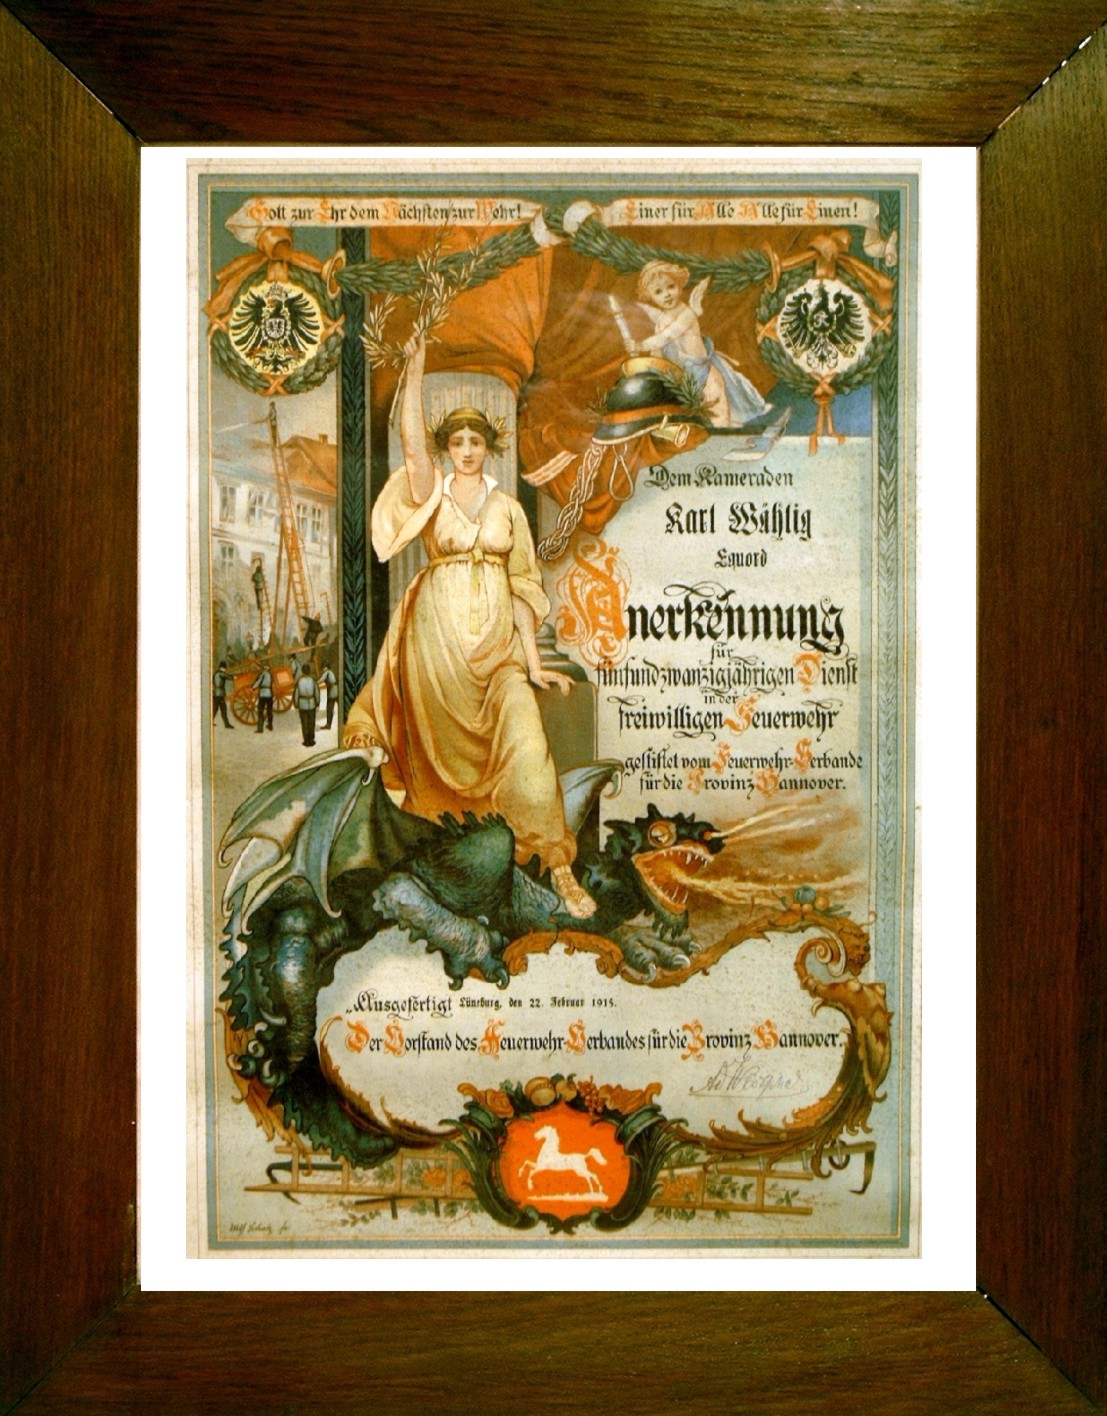 Gott zur Ehr dem Nächsten zur Wehr!
Einer für Alle Alle für Einen!
Dem Kameraden
Karl Wählig
Equord
Anerkennung
für
fünfundzwanzigjährigen Dienst
in der
freiwilligen Feuerwehr
gestiftet vom Feuerwehr-Verbande
für die Provinz Hannover.
„Ausgefertigt Lüneburg, den 22. Februar 1915.
Der Vorstand des Feuerwehr-Verbandes für die Provinz Hannover.